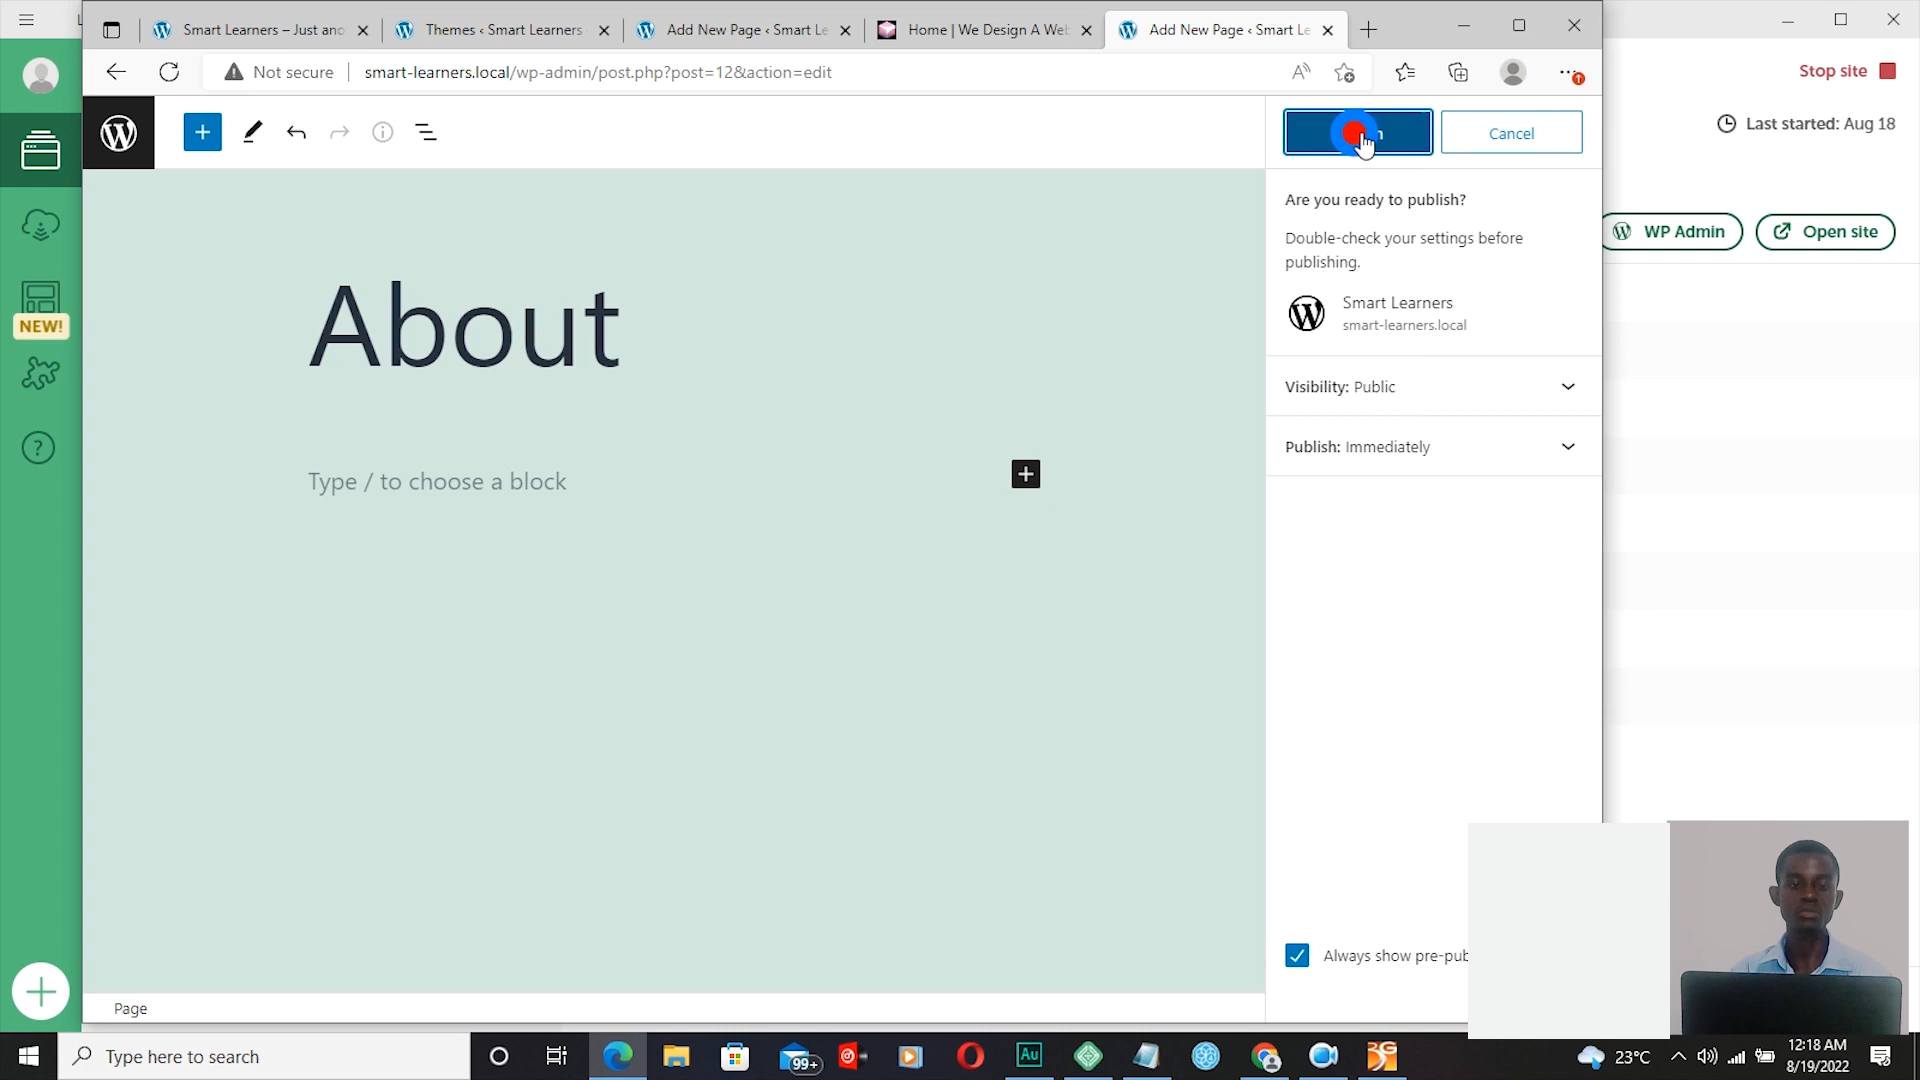 Smart Learners – Just ano
Themes ‹ Smart Learners
Add New Page ‹ Smart Le
Home | We Design A Web
Add New Page ‹ Smart Le
Not secure
smart-learners.local/wp-admin/post.php?post=12&action=edit
Stop site
Last started: Aug 18
Cancel
Are you ready to publish?
Double-check your settings before
publishing.
Smart Learners
smart-learners.local
WP Admin
Open site
NEW!
About
Visibility: Public
Publish: Immediately
Type / to choose a block
Always show pre-pub
Page
Type here to search
Au
99+
23°C
12:18 AM
8/19/2022